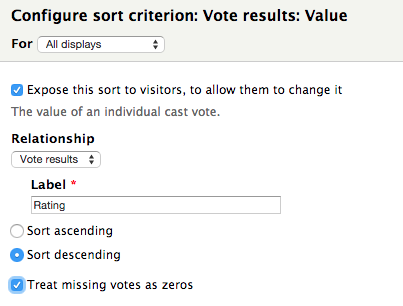 Configure sort criterion: Vote results: Value
For All displays
Expose this sort to visitors, to allow them to change it
The value of an individual cast vote.
Relationship
Vote results
Label *
Rating
Sort ascending
Sort descending
Treat missing votes as zeros